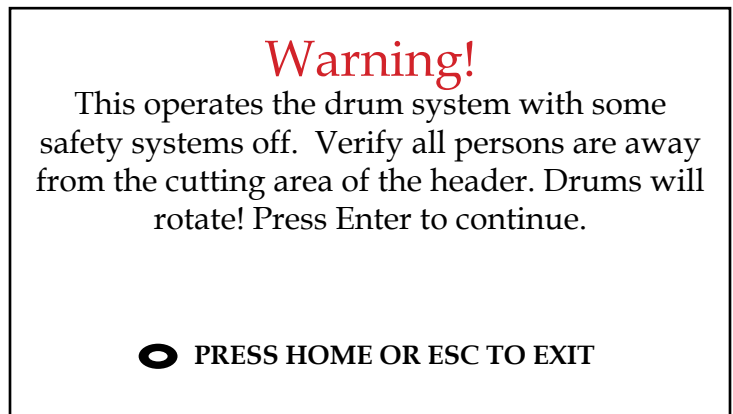 Warning!
This operates the drum system with some
safety systems off.  Verify all persons are away
from the cutting area of the header. Drums will
rotate! Press Enter to continue.
PRESS HOME OR ESC TO EXIT